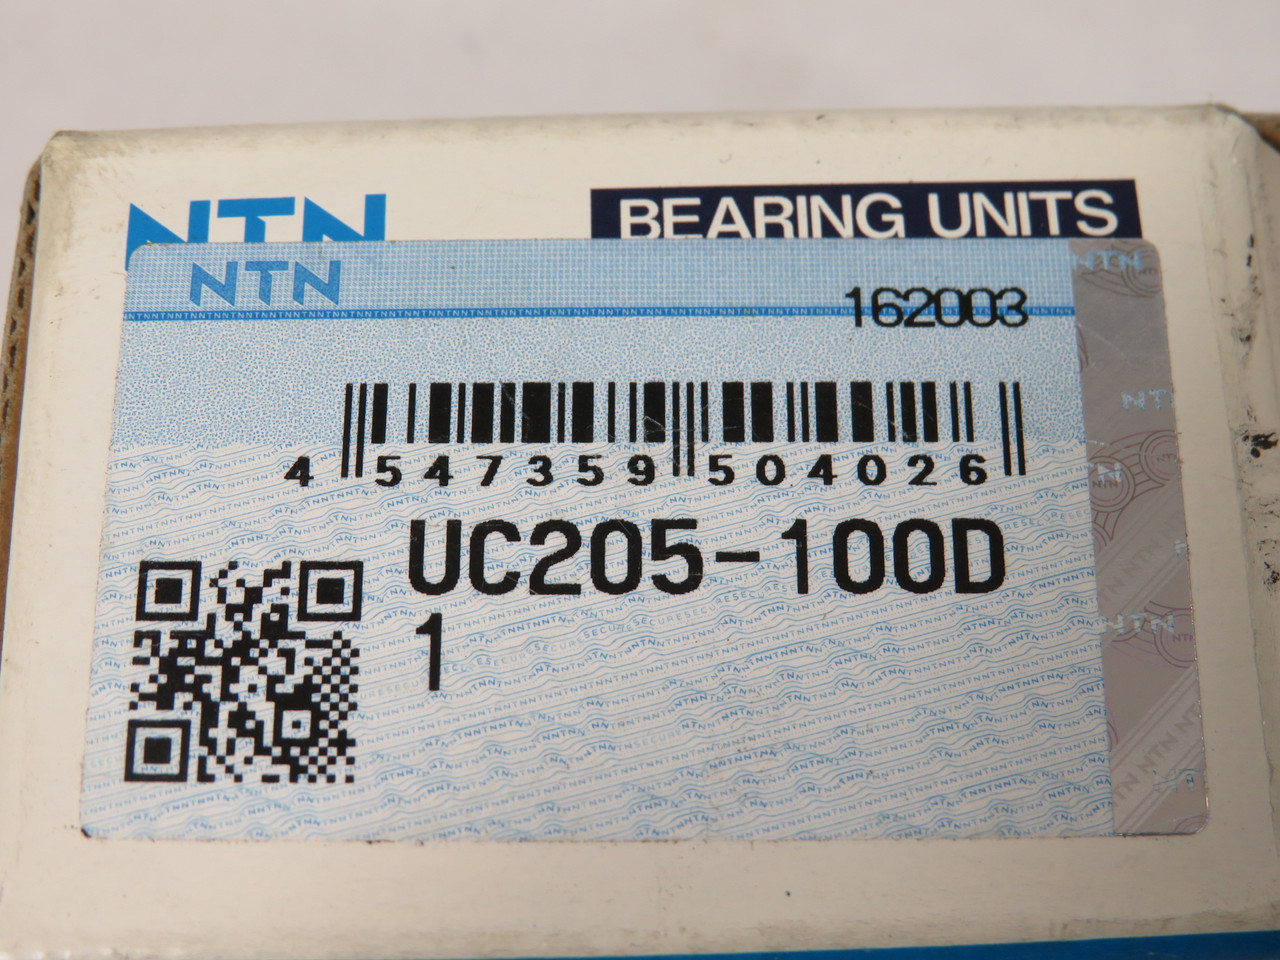 NTN BEARING UNITS
NTN
162003
4 547359 504026
UC205-100D
1